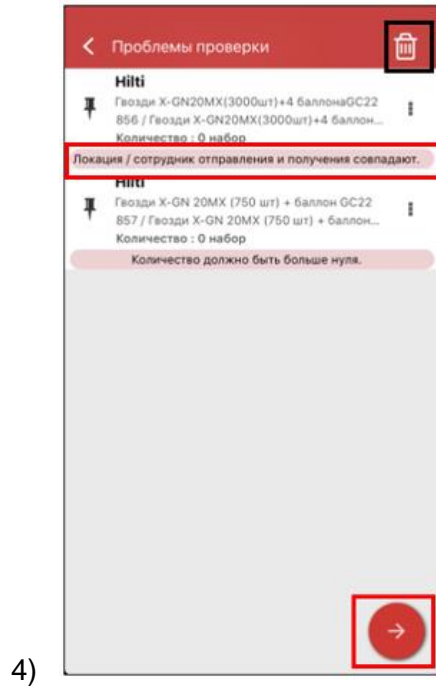 Проблемы проверки
Hilti
Гвозди X-GN20MX(3000шт)+4 баллонаGC22
856 / Гвозди X-GN20MX(3000шт)+4 баллон...
Количество : 0 набор
Локация / сотрудник отправления и получения совпадают.
Hilti
Гвозди X-GN 20MX (750 шт) + баллон GC22
857 / Гвозди X-GN 20MX (750 шт) + баллон...
Количество : 0 набор
Количество должно быть больше нуля.
4)